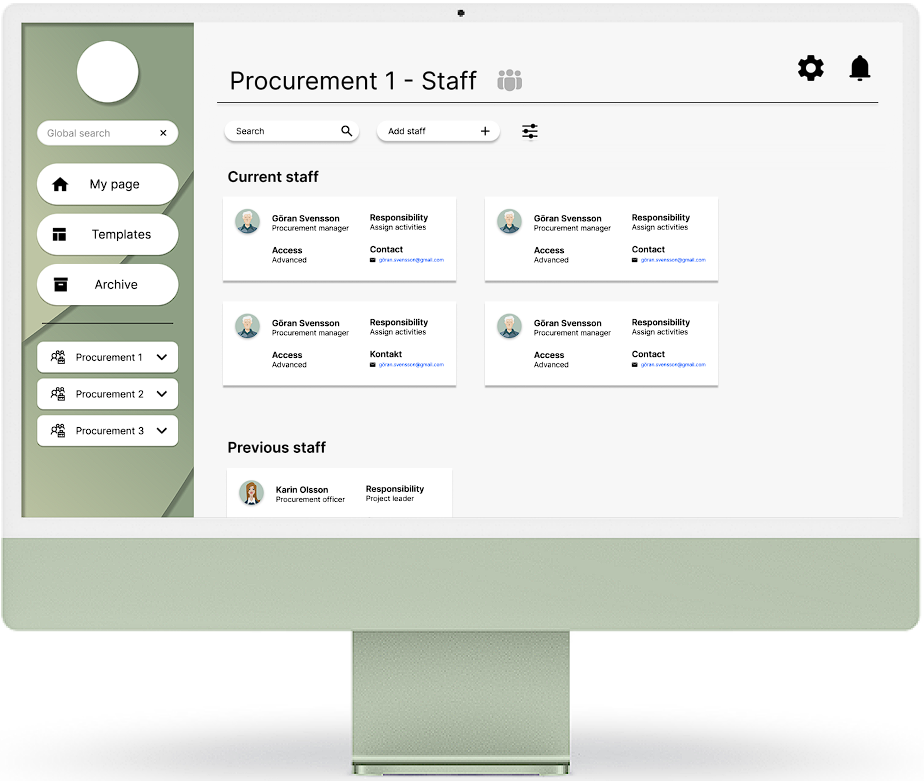 Global search
My page
Templates
Archive
Procurement 1
Procurement 2
Procurement 3
Procurement 1 - Staff
Search
Add staff
Current staff
Göran Svensson
Procurement manager
Access
Advanced
Responsibility
Assign activities
Contact
göran.svensson@gmail.com
Göran Svensson
Procurement manager
Access
Advanced
Responsibility
Assign activities
Contact
göran.svensson@gmail.com
Göran Svensson
Procurement manager
Access
Advanced
Responsibility
Assign activities
Kontakt
göran.svensson@gmail.com
Göran Svensson
Procurement manager
Access
Advanced
Responsibility
Assign activities
Contact
göran.svensson@gmail.com
Previous staff
Karin Olsson
Procurement officer
Responsibility
Project leader